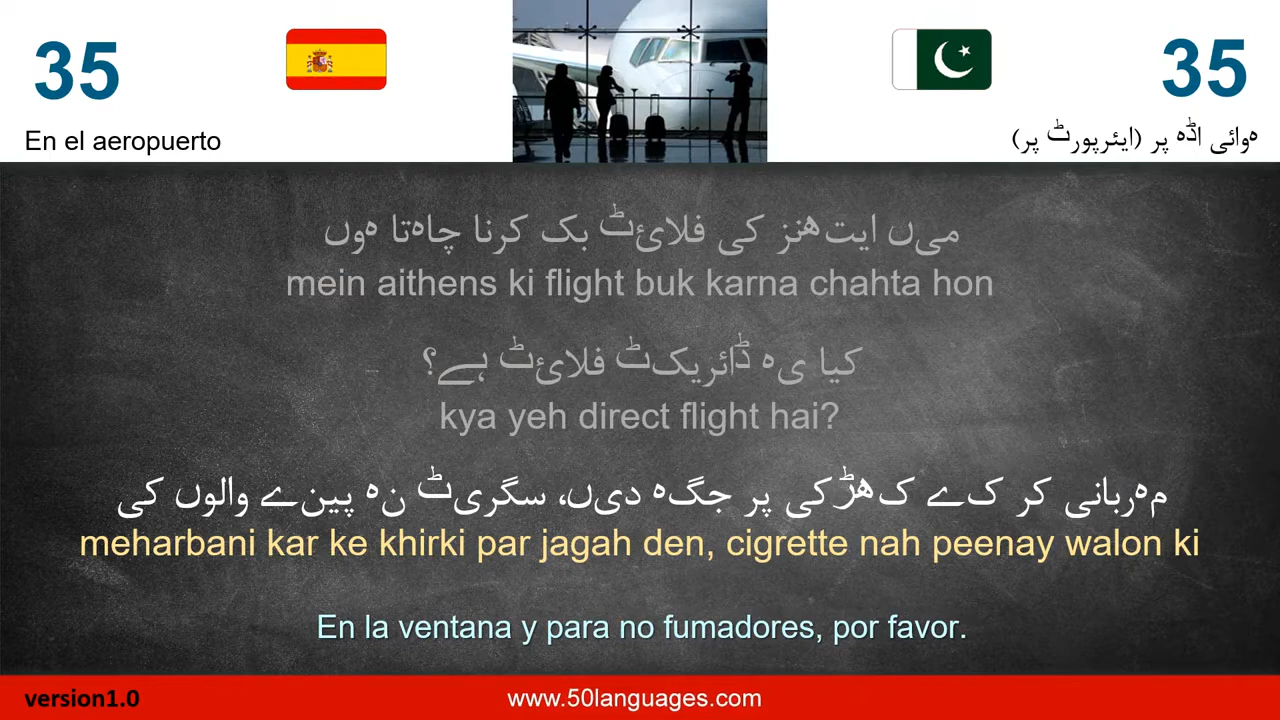 35
35
En el aeropuerto
ہوائی اڈہ پر (ایئرپورٹ پر)
میں ایتھنز کی فلائٹ بک کرنا چاہتا ہوں
mein aithens ki flight buk karna chahta hon
کیا یہ ڈائریکٹ فلائٹ ہے؟
kya yeh direct flight hai?
مہربانی کر کے کھڑکی پر جگہ دیں، سگریٹ نہ پینے والوں کی
meharbani kar ke khirki par jagah den, cigrette nah peenay walon ki
En la ventana y para no fumadores, por favor.
version1.0
www.50languages.com